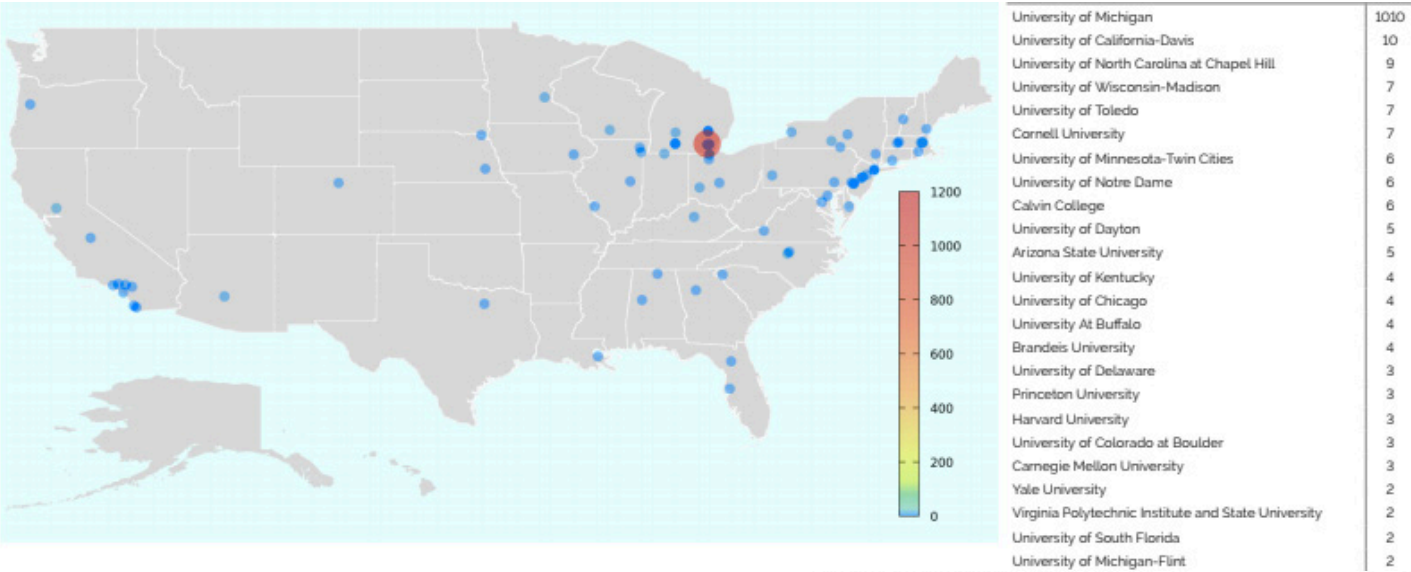 1200
1000
800
600
400
200
0
University of Michigan 1010
University of California-Davis 10
University of North Carolina at Chapel Hill 9
University of Wisconsin-Madison 7
University of Toledo 7
Cornell University 7
University of Minnesota-Twin Cities 6
University of Notre Dame 6
Calvin College 6
University of Dayton 5
Arizona State University 5
University of Kentucky 4
University of Chicago 4
University At Buffalo 4
Brandeis University 4
University of Delaware 3
Princeton University 3
Harvard University 3
University of Colorado at Boulder 3
Carnegie Mellon University 3
Yale University 2
Virginia Polytechnic Institute and State University 2
University of South Florida 2
University of Michigan-Flint 2